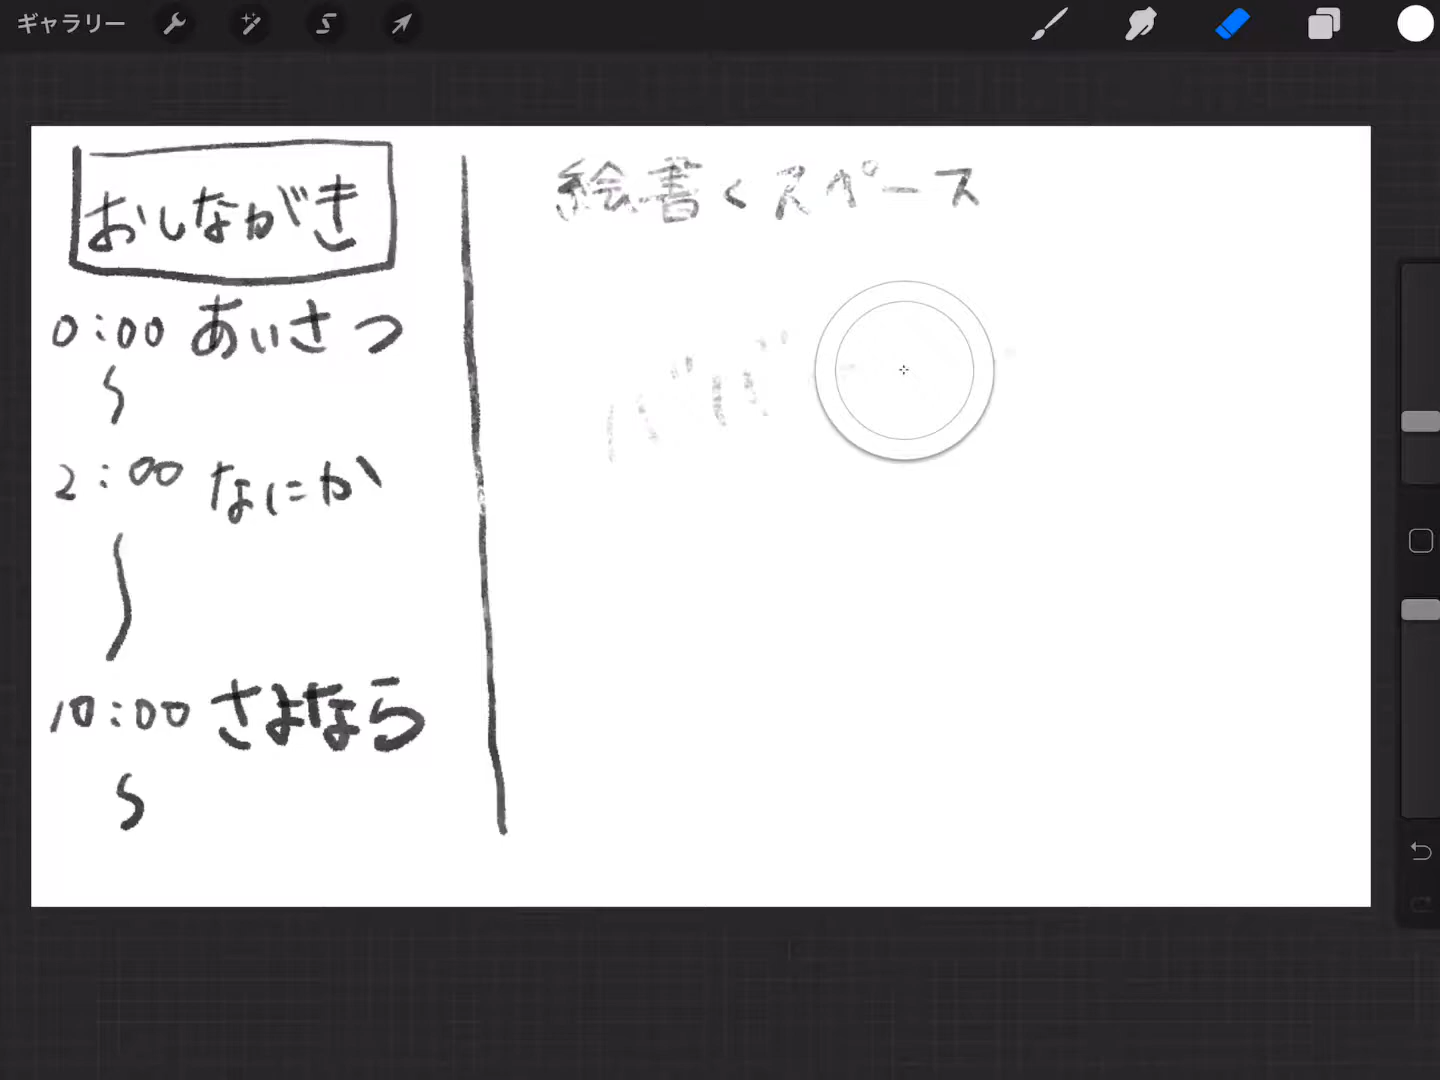 ギャラリー
おしながき
0:00 あいさつ
2:00 なにか
10:00 さよなら
絵書くスペース